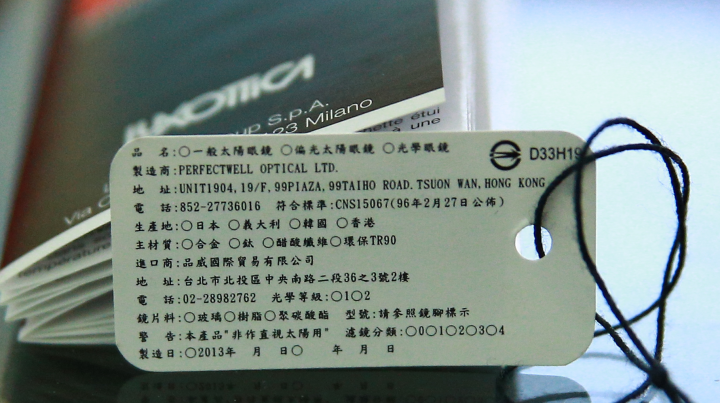 LUXOTTICA
S.p.A.
23 Milano
Via
品 名:○一般太陽眼鏡 ○偏光太陽眼鏡 ○光學眼鏡 D33H19
製造商:PERFECTWELL OPTICAL LTD.
地 址:UNIT1904,19/F,99PIAZA,99TAIHO ROAD.TSUON WAN,HONG KONG
電 話:852-27736016 符合標準:CNS15067(96年2月27日公佈)
生產地:○日本 ○義大利 ○韓國 ○香港
主材質:○合金 ○鈦 ○醋酸纖維○環保TR90
進口商:品威國際貿易有限公司
地 址:台北市北投區中央南路二段36之3號2樓
電 話:02-28982762 光學等級:○1○2
鏡片料:○玻璃○樹脂○聚碳酸酯 型號:請參照鏡腳標示
警 告:本產品"非作直視太陽用" 濾鏡分類:○0○1○2○3○4
製造日:○2013年 月 日○ 年 月 日